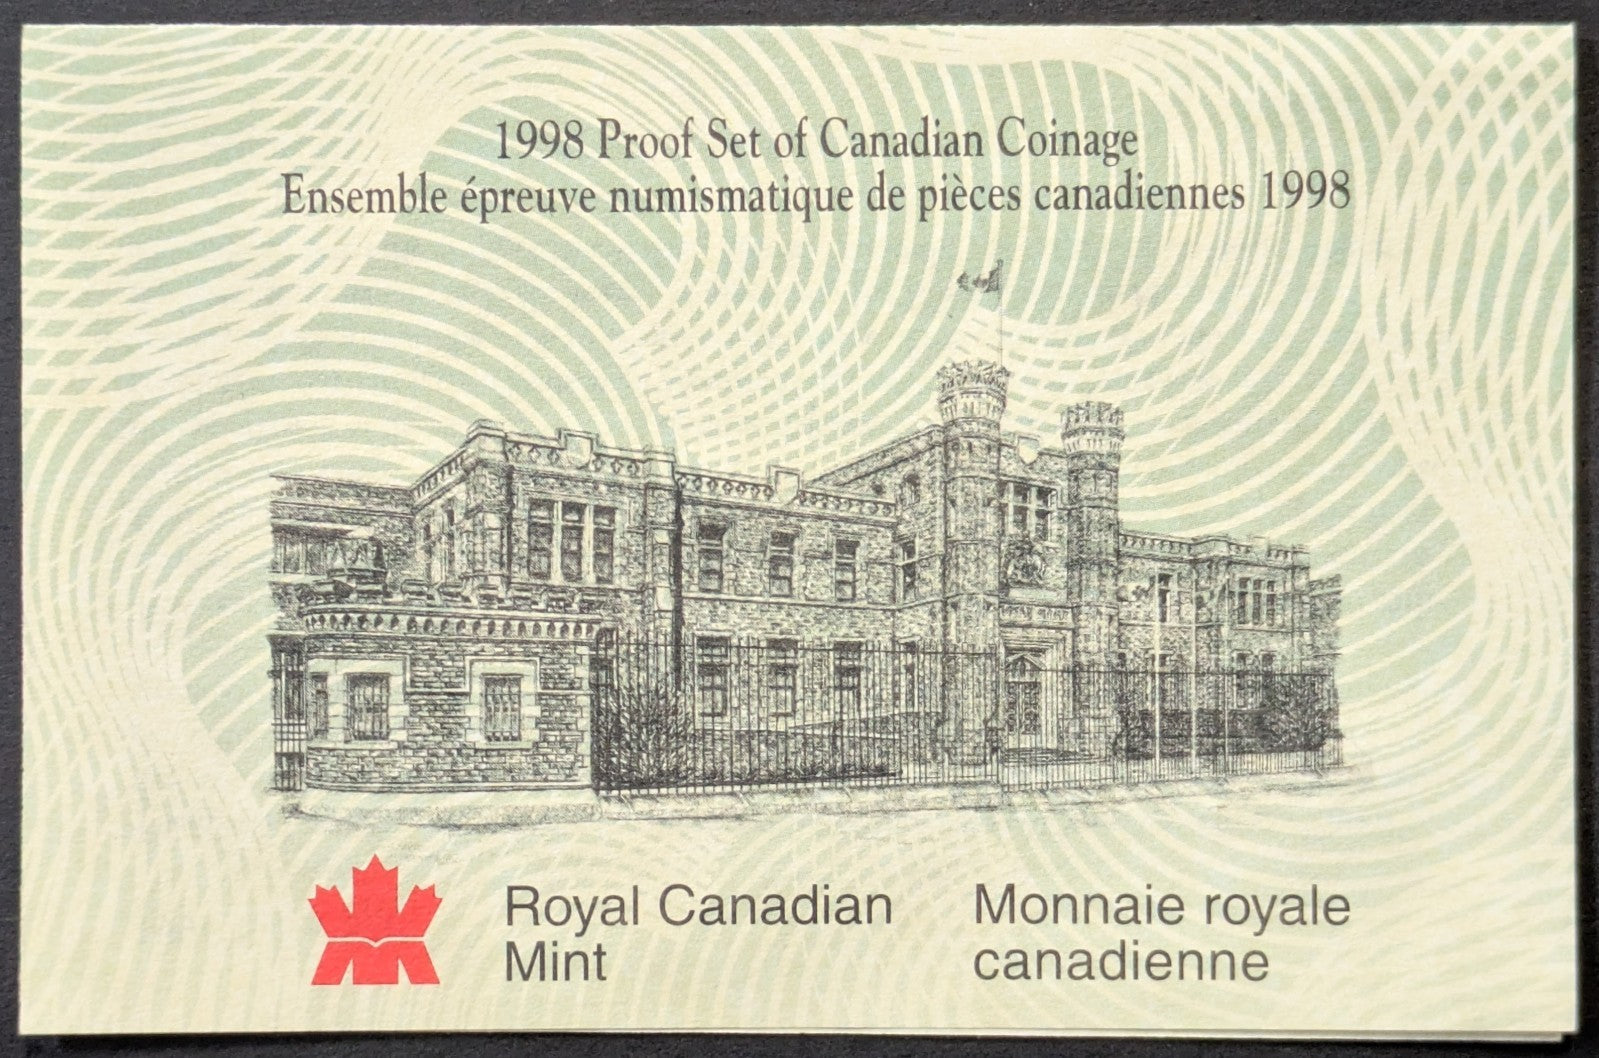 1998 Proof Set of Canadian Coinage
Ensemble épreuve numismatique de pièces canadiennes 1998
Royal Canadian
Mint
Monnaie royale
canadienne